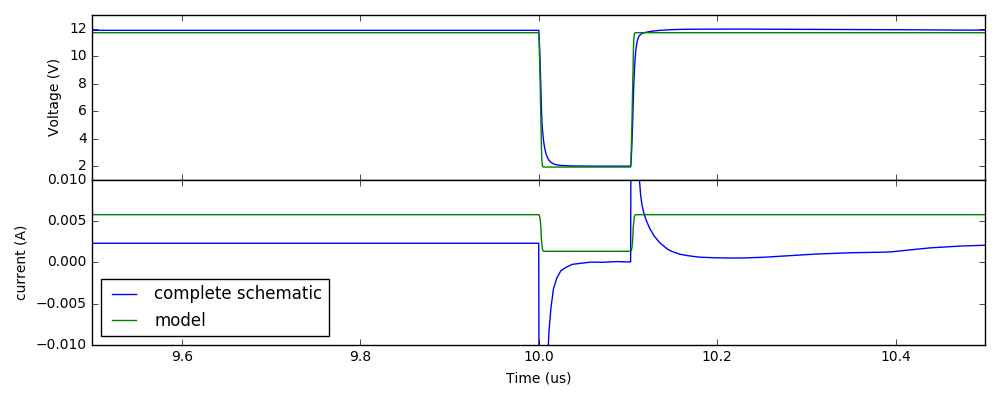 12
10
8
6
4
2
Voltage (V)
0.010
0.005
0.000
−0.005
−0.010
current (A)
complete schematic
model
9.6 9.8 10.0 10.2 10.4
Time (us)